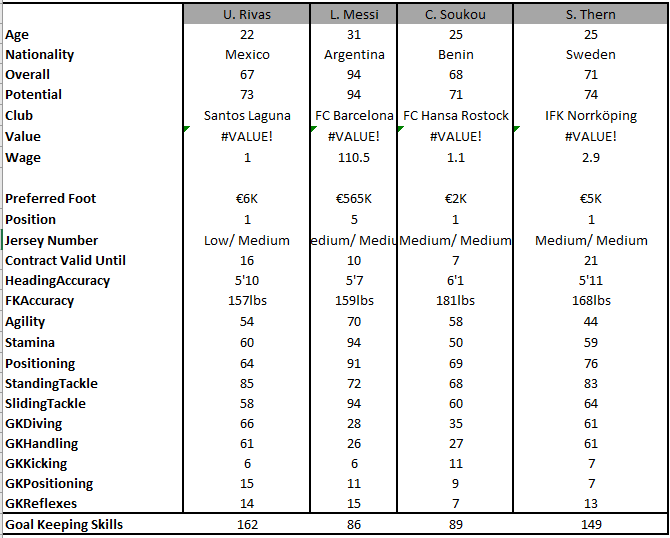 U. Rivas L. Messi C. Soukou S. Thern
Age 22 31 25 25
Nationality Mexico Argentina Benin Sweden
Overall 67 94 68 71
Potential 73 94 71 74
Club Santos Laguna FC Barcelona FC Hansa Rostock IFK Norrköping
Value #VALUE! #VALUE! #VALUE! #VALUE!
Wage 1 110.5 1.1 2.9
Preferred Foot €6K €565K €2K €5K
Position 1 5 1 1
Jersey Number Low/ Medium edium/ Mediu Medium/ Medium Medium/ Medium
Contract Valid Until 16 10 7 21
HeadingAccuracy 5'10 5'7 6'1 5'11
FKAccuracy 157lbs 159lbs 181lbs 168lbs
Agility 54 70 58 44
Stamina 60 94 50 59
Positioning 64 91 69 76
StandingTackle 85 72 68 83
SlidingTackle 58 94 60 64
GKDiving 66 28 35 61
GKHandling 61 26 27 61
GKKicking 6 6 11 7
GKPositioning 15 11 9 7
GKReflexes 14 15 7 13
Goal Keeping Skills 162 86 89 149